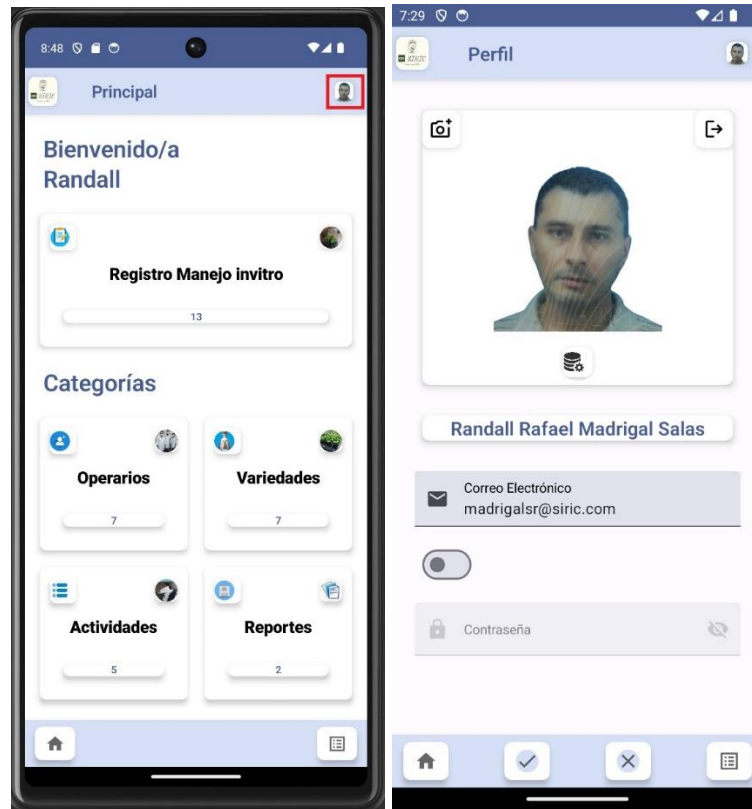 8:48
Principal
Bienvenido/a
Randall
Registro Manejo invitro
13
Categorías
Operarios
7
Variedades
7
Actividades
5
Reportes
2
7:29
SIRIC
Perfil
Randall Rafael Madrigal Salas
Correo Electrónico
madrigalsr@siric.com
Contraseña